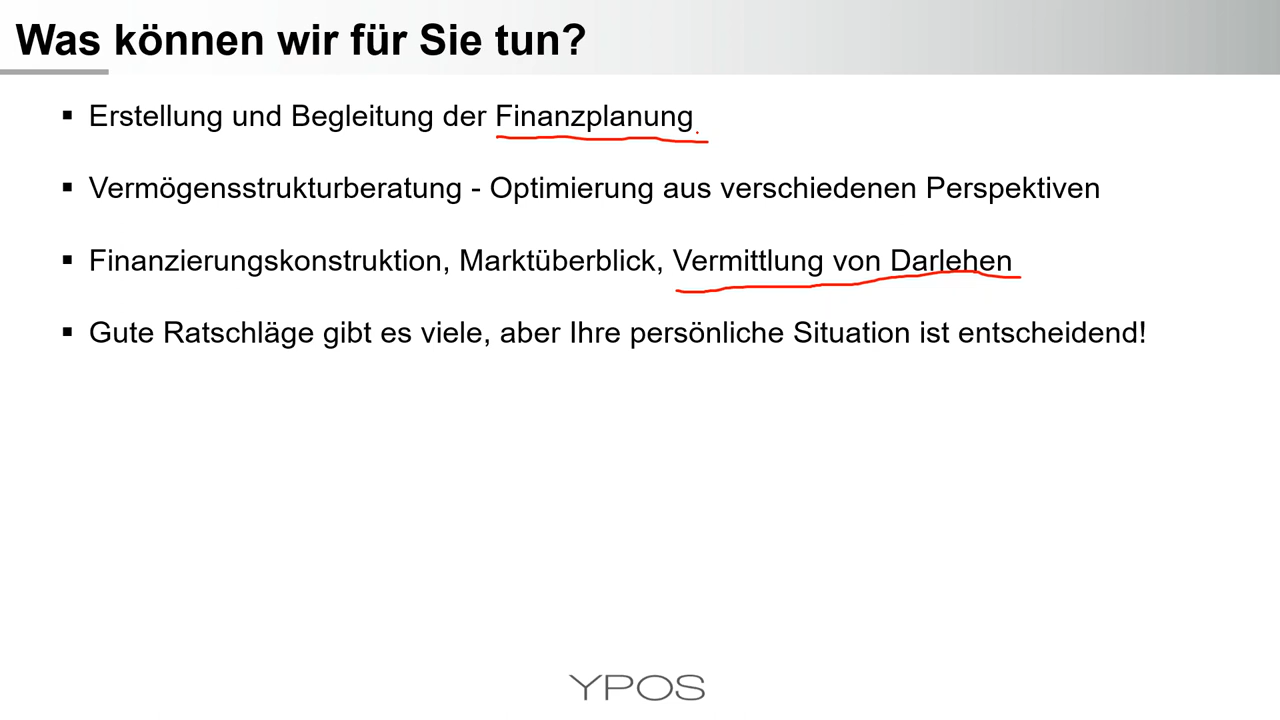 Was können wir für Sie tun?
▪ Erstellung und Begleitung der Finanzplanung
▪ Vermögensstrukturberatung - Optimierung aus verschiedenen Perspektiven
▪ Finanzierungskonstruktion, Marktüberblick, Vermittlung von Darlehen
▪ Gute Ratschläge gibt es viele, aber Ihre persönliche Situation ist entscheidend!
YPOS